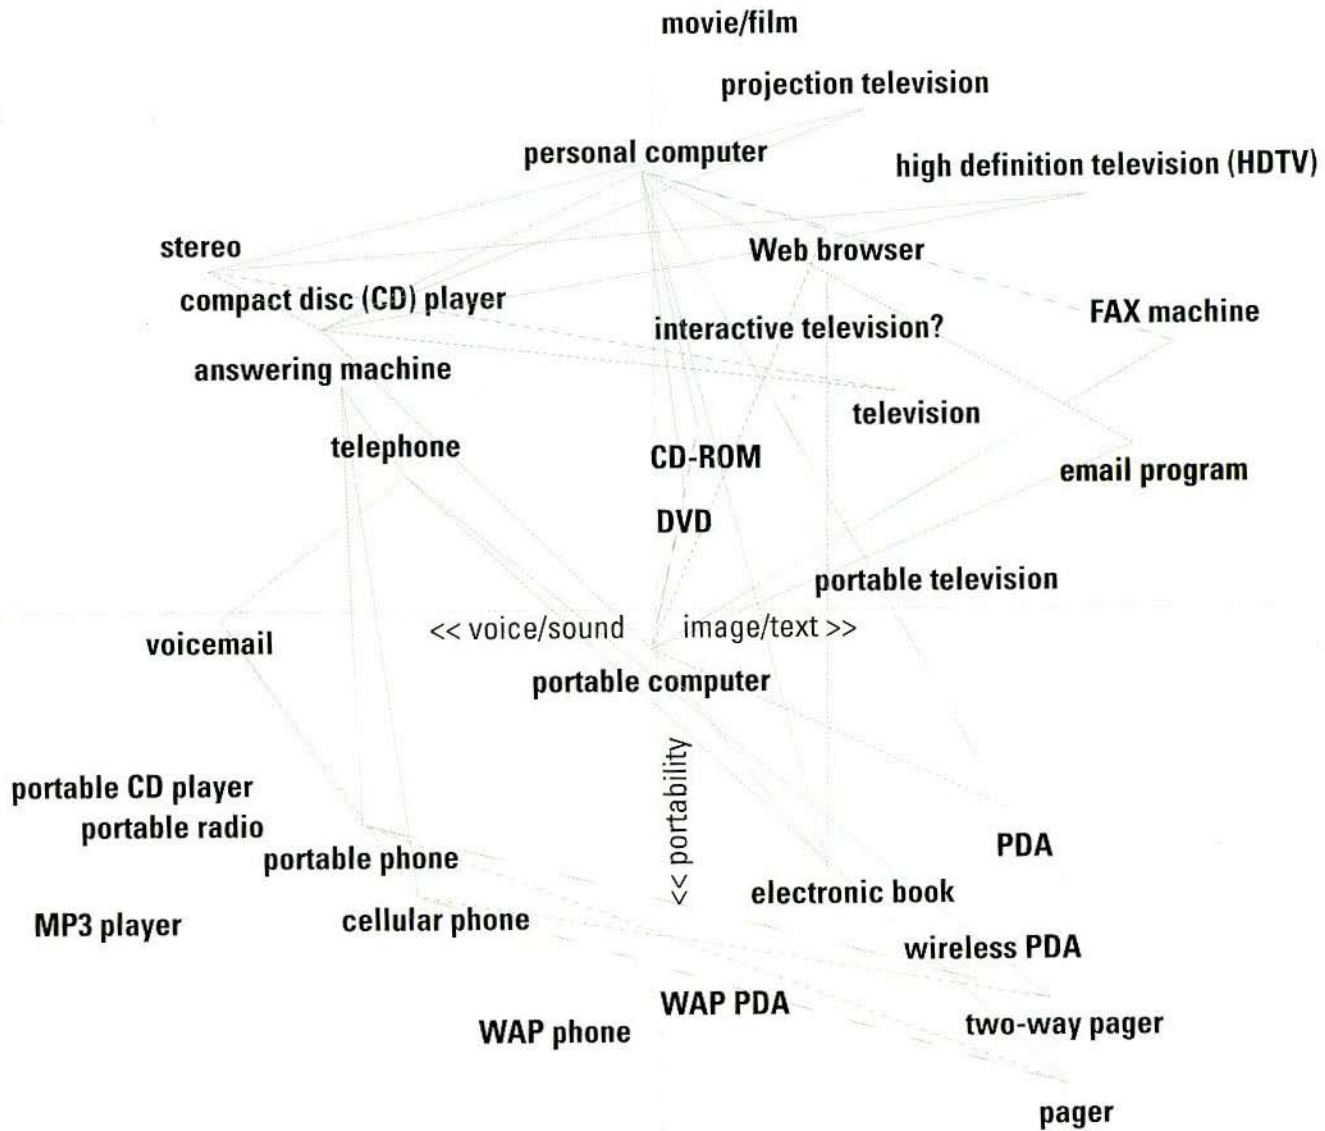 movie/film
projection television
personal computer
high definition television (HDTV)
stereo
Web browser
compact disc (CD) player
FAX machine
interactive television?
answering machine
television
telephone
CD-ROM
email program
DVD
portable television
<< voice/sound
image/text >>
voicemail
portable computer
<< portability
portable CD player
portable radio
PDA
portable phone
electronic book
MP3 player
cellular phone
wireless PDA
WAP PDA
WAP phone
two-way pager
pager